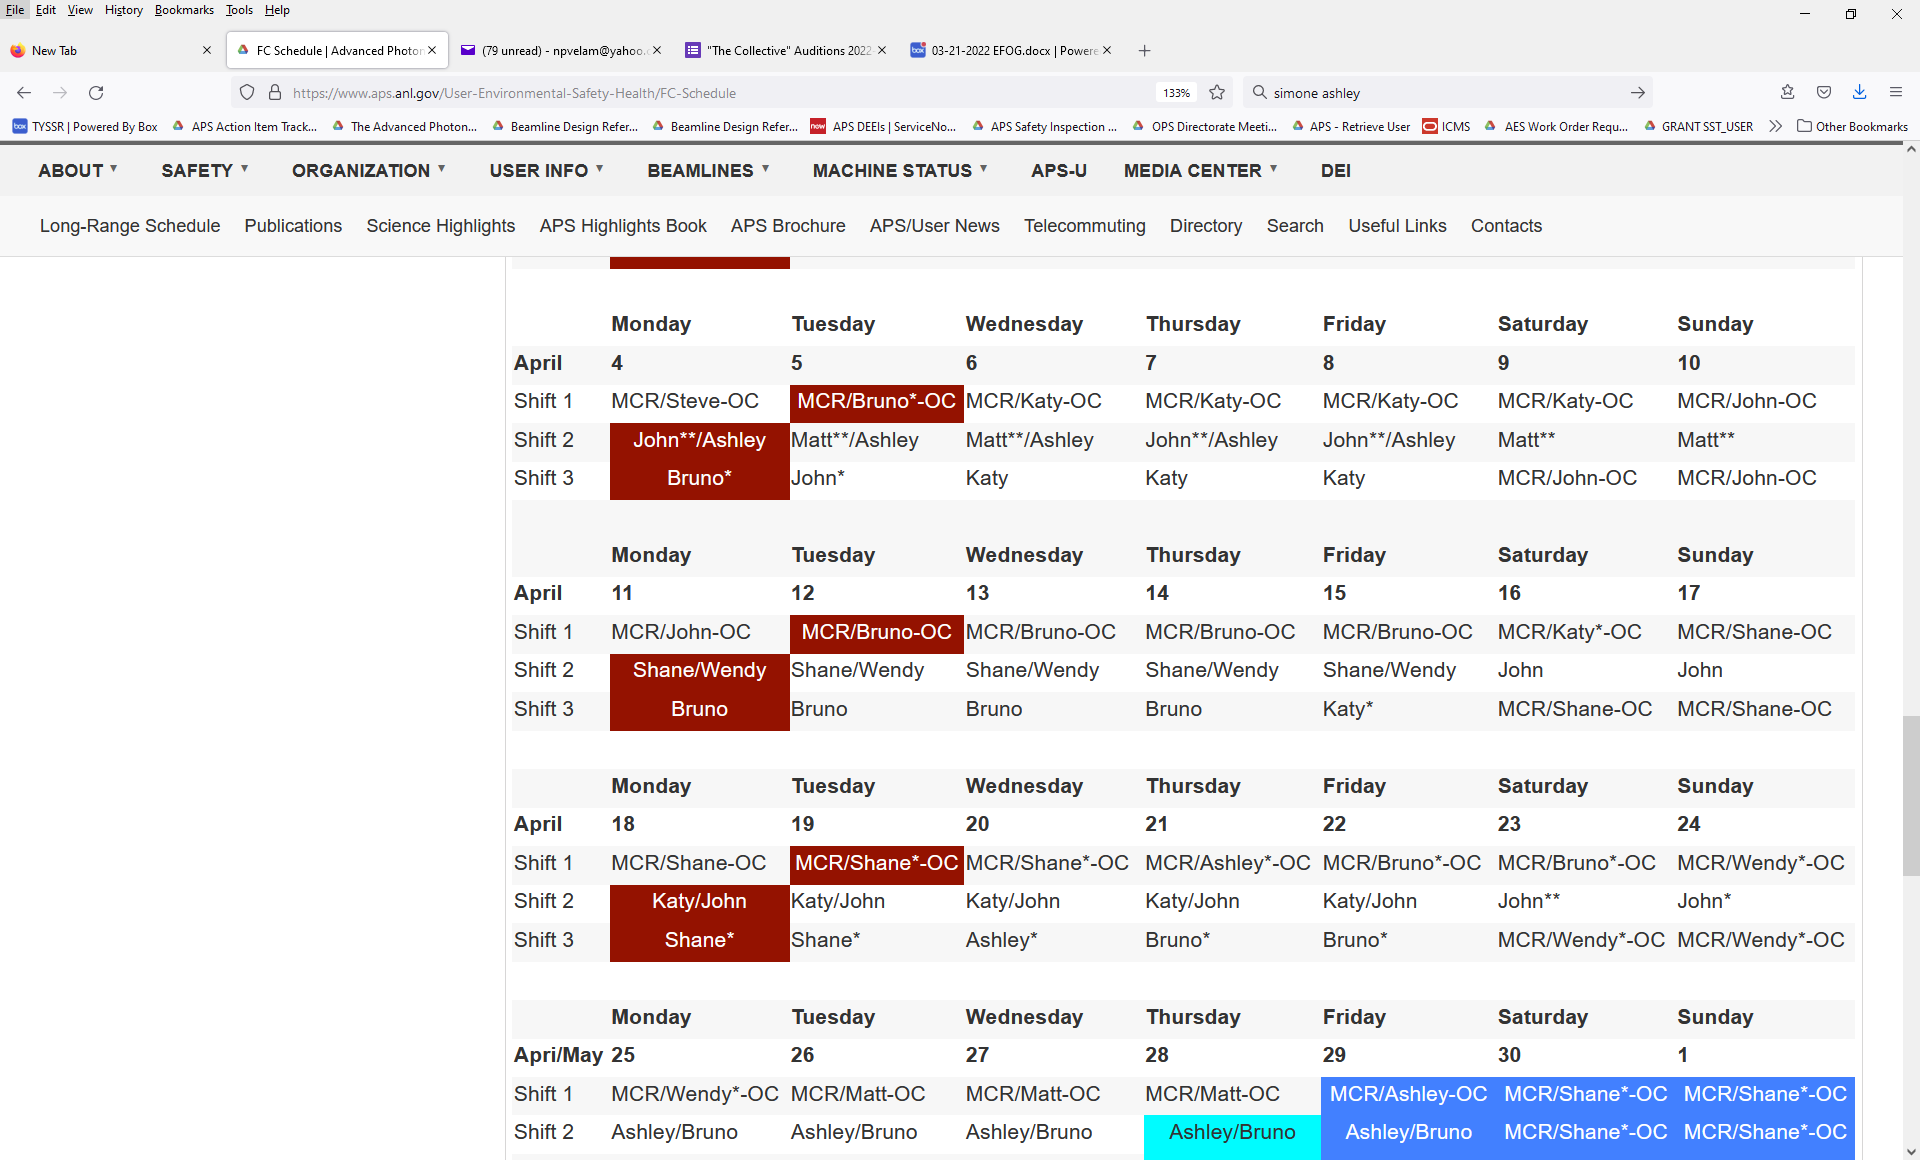 File Edit View History Bookmarks Tools Help
New Tab
FC Schedule | Advanced Photon
(79 unread) - npvelam@yahoo.c
"The Collective" Auditions 2022-
03-21-2022 EFOG.docx | Powere
https://www.aps.anl.gov/User-Environmental-Safety-Health/FC-Schedule 133% simone ashley
box TYSSR | Powered By Box APS Action Item Track... The Advanced Photon... Beamline Design Refer... Beamline Design Refer... now APS DEEIs | ServiceNo... APS Safety Inspection ... OPS Directorate Meeti... APS - Retrieve User ICMS AES Work Order Requ... GRANT SST_USER Other Bookmarks
ABOUT SAFETY ORGANIZATION USER INFO BEAMLINES MACHINE STATUS APS-U MEDIA CENTER DEI
Long-Range Schedule Publications Science Highlights APS Highlights Book APS Brochure APS/User News Telecommuting Directory Search Useful Links Contacts
Monday Tuesday Wednesday Thursday Friday Saturday Sunday
April 4 5 6 7 8 9 10
Shift 1 MCR/Steve-OC MCR/Bruno*-OC MCR/Katy-OC MCR/Katy-OC MCR/Katy-OC MCR/Katy-OC MCR/John-OC
Shift 2 John**/Ashley Matt**/Ashley Matt**/Ashley John**/Ashley John**/Ashley Matt** Matt**
Shift 3 Bruno* John* Katy Katy Katy MCR/John-OC MCR/John-OC
Monday Tuesday Wednesday Thursday Friday Saturday Sunday
April 11 12 13 14 15 16 17
Shift 1 MCR/John-OC MCR/Bruno-OC MCR/Bruno-OC MCR/Bruno-OC MCR/Bruno-OC MCR/Katy*-OC MCR/Shane-OC
Shift 2 Shane/Wendy Shane/Wendy Shane/Wendy Shane/Wendy Shane/Wendy John John
Shift 3 Bruno Bruno Bruno Bruno Katy* MCR/Shane-OC MCR/Shane-OC
Monday Tuesday Wednesday Thursday Friday Saturday Sunday
April 18 19 20 21 22 23 24
Shift 1 MCR/Shane-OC MCR/Shane*-OC MCR/Shane*-OC MCR/Ashley*-OC MCR/Bruno*-OC MCR/Bruno*-OC MCR/Wendy*-OC
Shift 2 Katy/John Katy/John Katy/John Katy/John Katy/John John** John*
Shift 3 Shane* Shane* Ashley* Bruno* Bruno* MCR/Wendy*-OC MCR/Wendy*-OC
Monday Tuesday Wednesday Thursday Friday Saturday Sunday
Apri/May 25 26 27 28 29 30 1
Shift 1 MCR/Wendy*-OC MCR/Matt-OC MCR/Matt-OC MCR/Matt-OC MCR/Ashley-OC MCR/Shane*-OC MCR/Shane*-OC
Shift 2 Ashley/Bruno Ashley/Bruno Ashley/Bruno Ashley/Bruno Ashley/Bruno MCR/Shane*-OC MCR/Shane*-OC